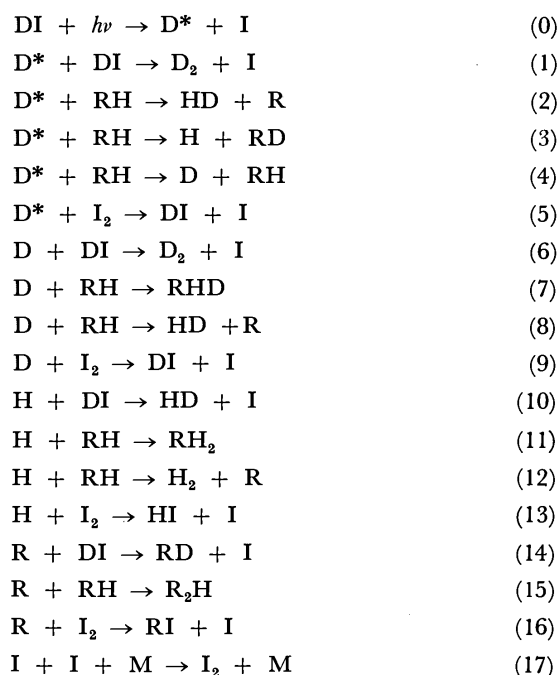 DI + hν → D* + I (0)
D* + DI → D₂ + I (1)
D* + RH → HD + R (2)
D* + RH → H + RD (3)
D* + RH → D + RH (4)
D* + I₂ → DI + I (5)
D + DI → D₂ + I (6)
D + RH → RHD (7)
D + RH → HD +R (8)
D + I₂ → DI + I (9)
H + DI → HD + I (10)
H + RH → RH₂ (11)
H + RH → H₂ + R (12)
H + I₂ → HI + I (13)
R + DI → RD + I (14)
R + RH → R₂H (15)
R + I₂ → RI + I (16)
I + I + M → I₂ + M (17)